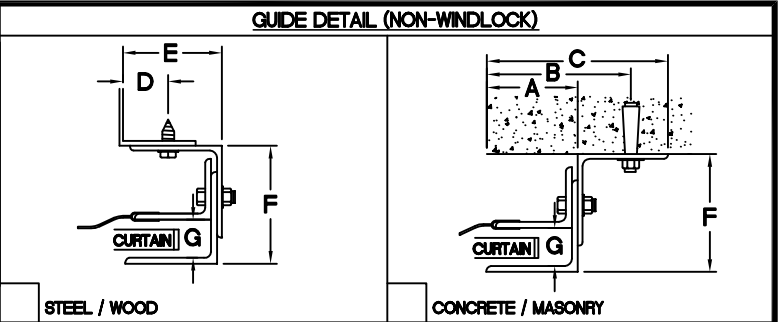 GUIDE DETAIL (NON-WINDLOCK)
E
D
F
CURTAIN
G
STEEL / WOOD
C
B
A
F
CURTAIN
G
CONCRETE / MASONRY